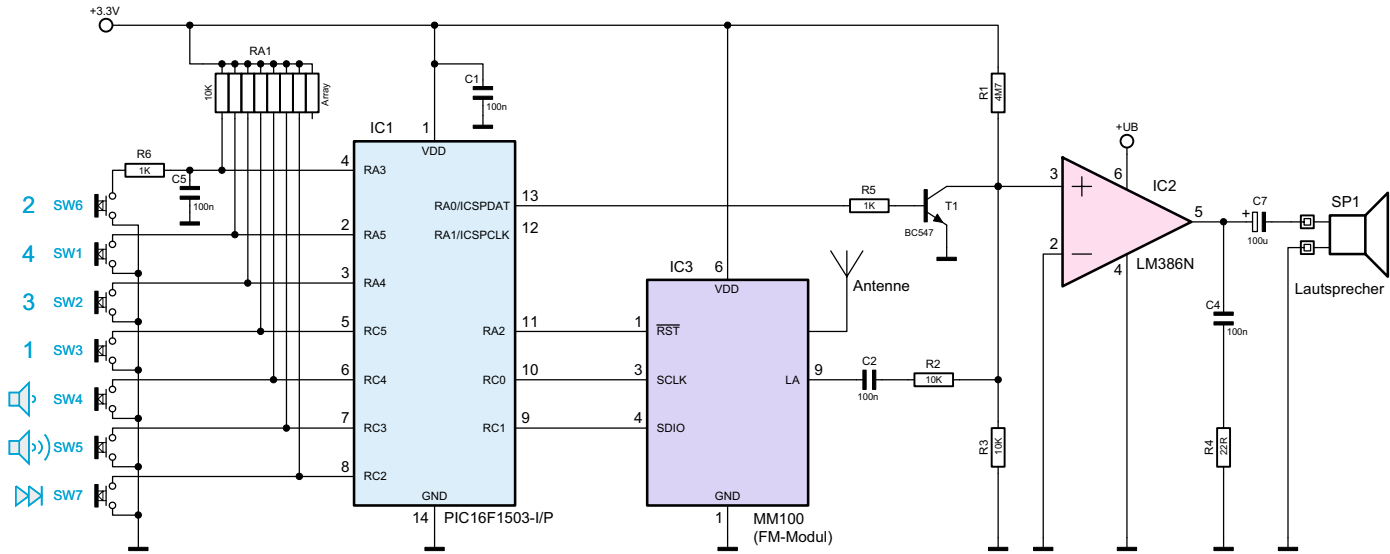 +3.3V
RA1
10K
Array
C1
100n
R1
4M7
IC1
1
VDD
R6
1K
C5
100n
4
RA3
2
SW6
RA0/ICSPDAT
13
R5
1K
T1
BC547
+UB
3
6
IC2
5
C7
+
100u
SP1
2
RA5
RA1/ICSPCLK
12
4
SW1
2
4
LM386N
Lautsprecher
3
RA4
IC3
6
VDD
Antenne
3
SW2
5
RC5
RA2
11
1
RST
C4
100n
1
SW3
6
RC4
RC0
10
3
SCLK
LA
9
C2
100n
R2
10K
SW4
7
RC3
RC1
9
4
SDIO
R3
10K
R4
22R
SW5
8
RC2
SW7
GND
14
PIC16F1503-I/P
GND
1
MM100
(FM-Modul)